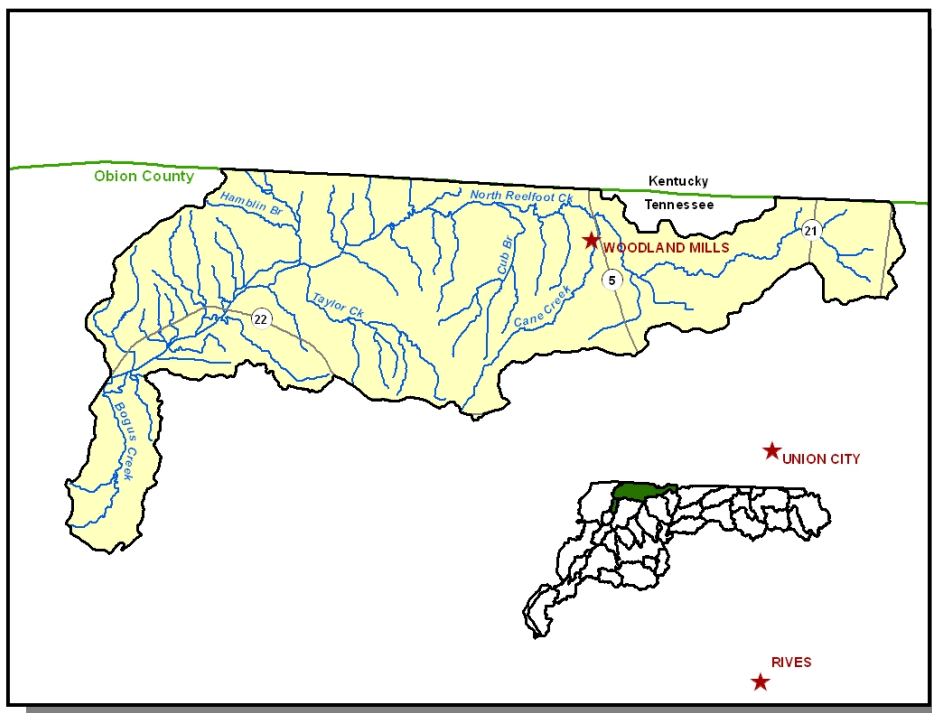 Obion County
Kentucky
Tennessee
Hamblin Br
North Reelfoot Ck
21
WOODLAND MILLS
Cub Br
5
Cane Creek
Taylor Ck
22
Bogus Creek
UNION CITY
RIVES